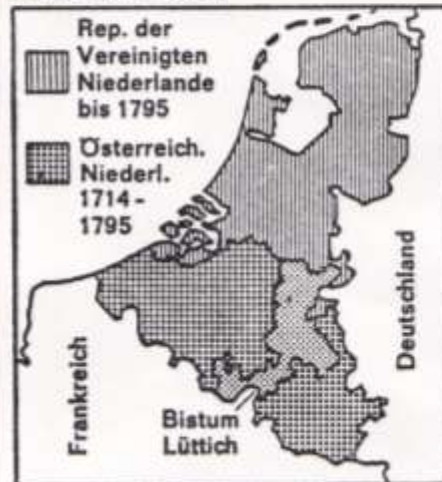 Rep. der
Vereinigten
Niederlande
bis 1795
Österreich.
Niederl.
1714 -
1795
Deutschland
Frankreich
Bistum
Lüttich